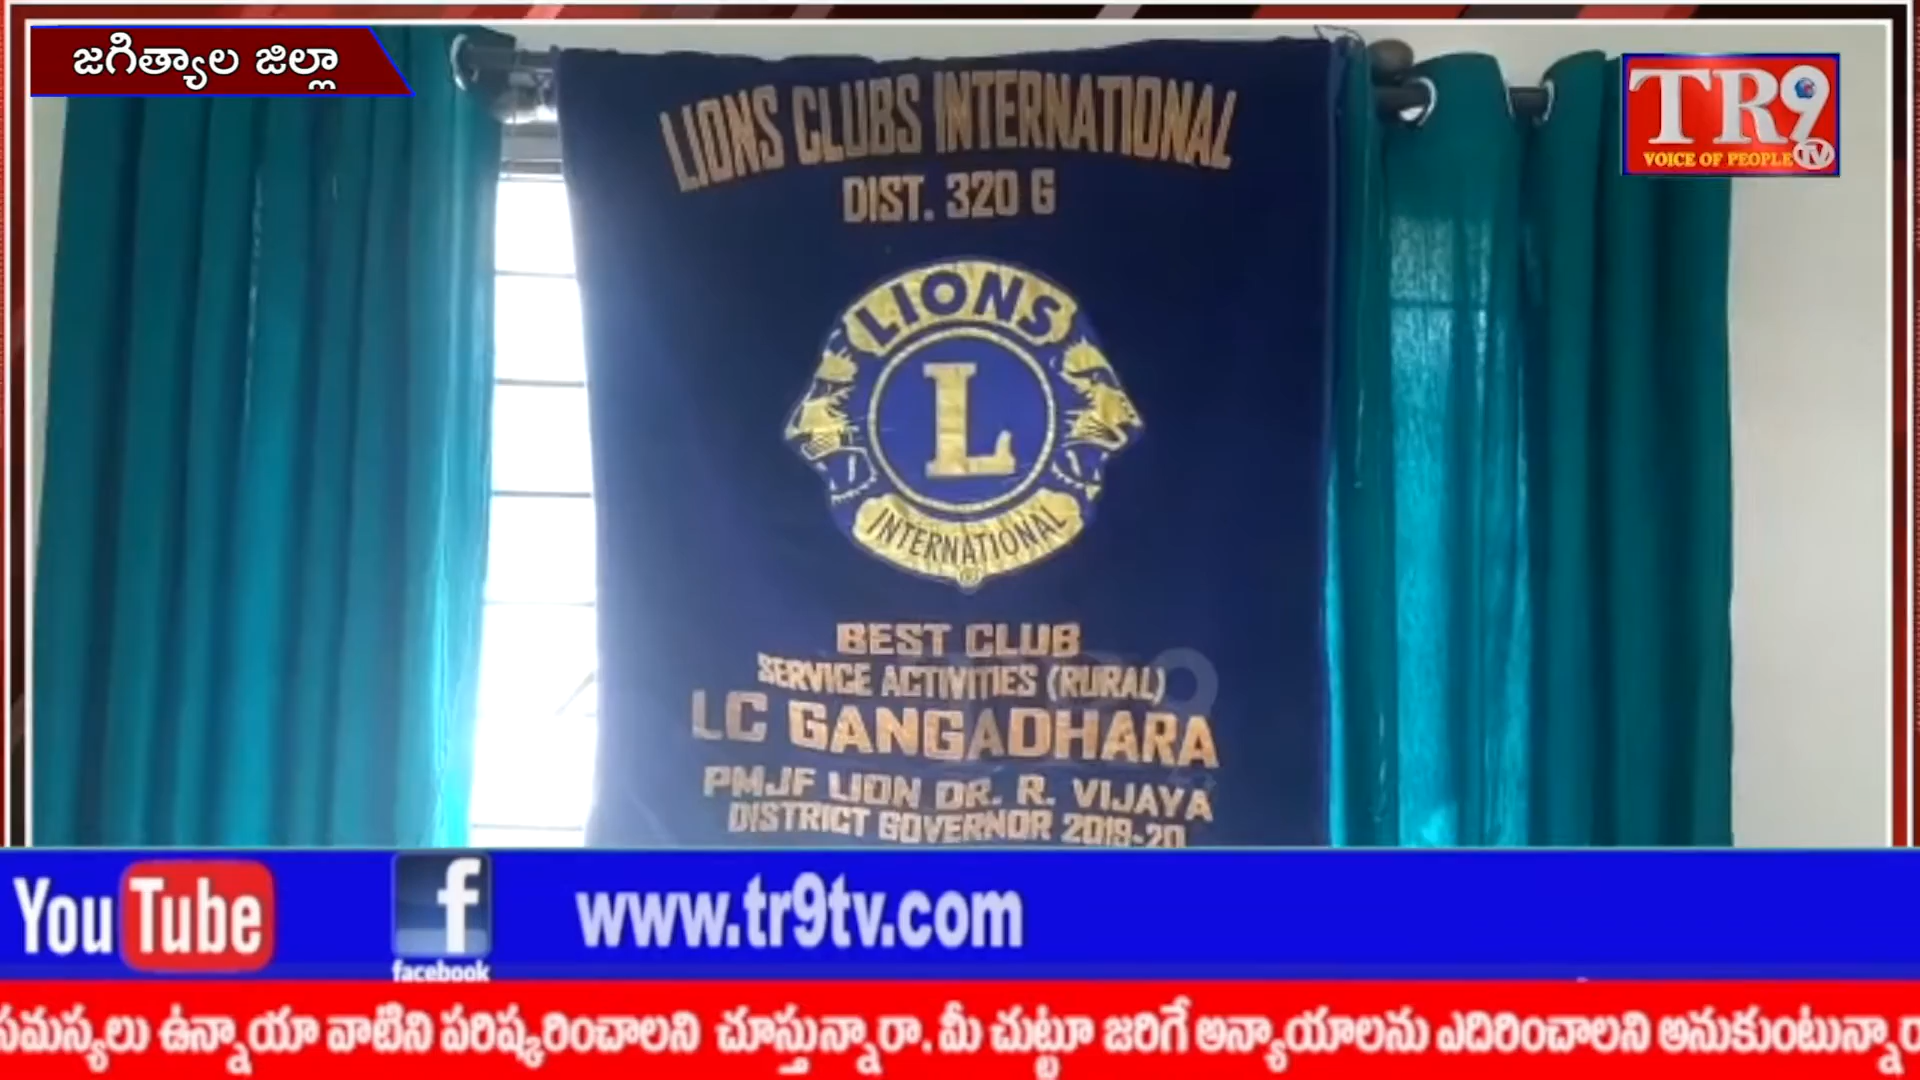 జగిత్యాల జిల్లా
TR9
VOICE OF PEOPLE TV
LIONS CLUBS INTERNATIONAL
DIST. 320 G
LIONS
L
INTERNATIONAL
BEST CLUB
SERVICE ACTIVITIES (RURAL)
LC GANGADHARA
PMJF LION DR. R. VIJAYA
DISTRICT GOVERNOR 2019-20
YouTube
facebook
www.tr9tv.com
సమస్యలు ఉన్నాయా వాటిని పరిష్కరించాలని చూస్తున్నారా. మీ చుట్టూ జరిగే అన్యాయాలను ఎదిరించాలని అనుకుంటున్నారా